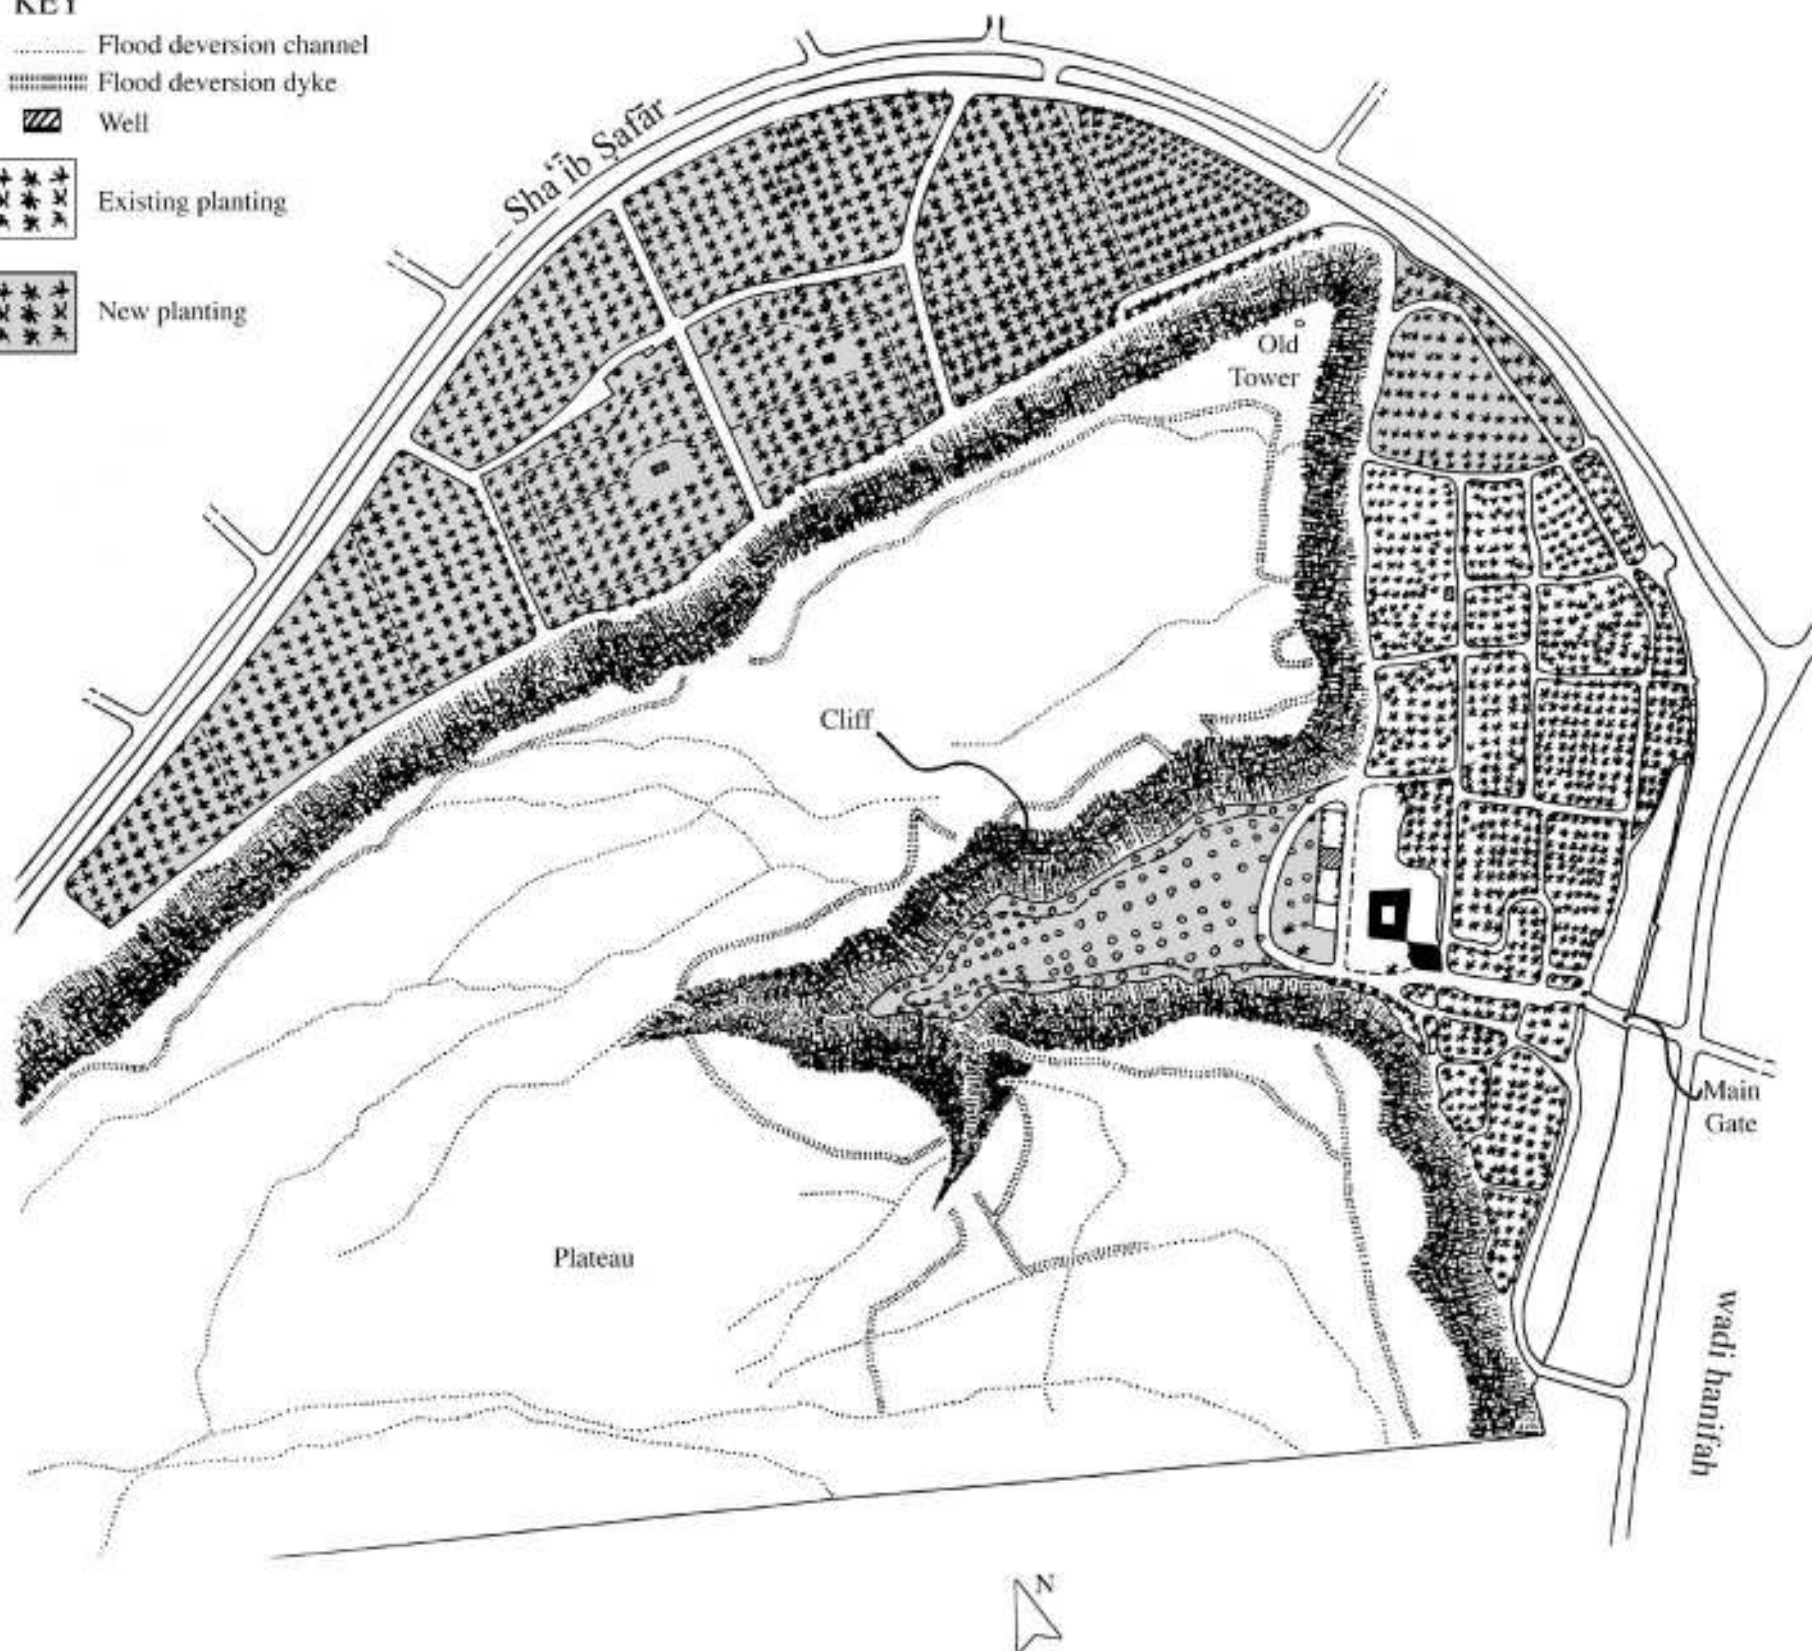 KEY
Flood deversion channel
Flood deversion dyke
Well
Existing planting
New planting
Sha‘īb Ṣafār
Old
Tower
Cliff
Main
Gate
Plateau
wadi hanifah
N